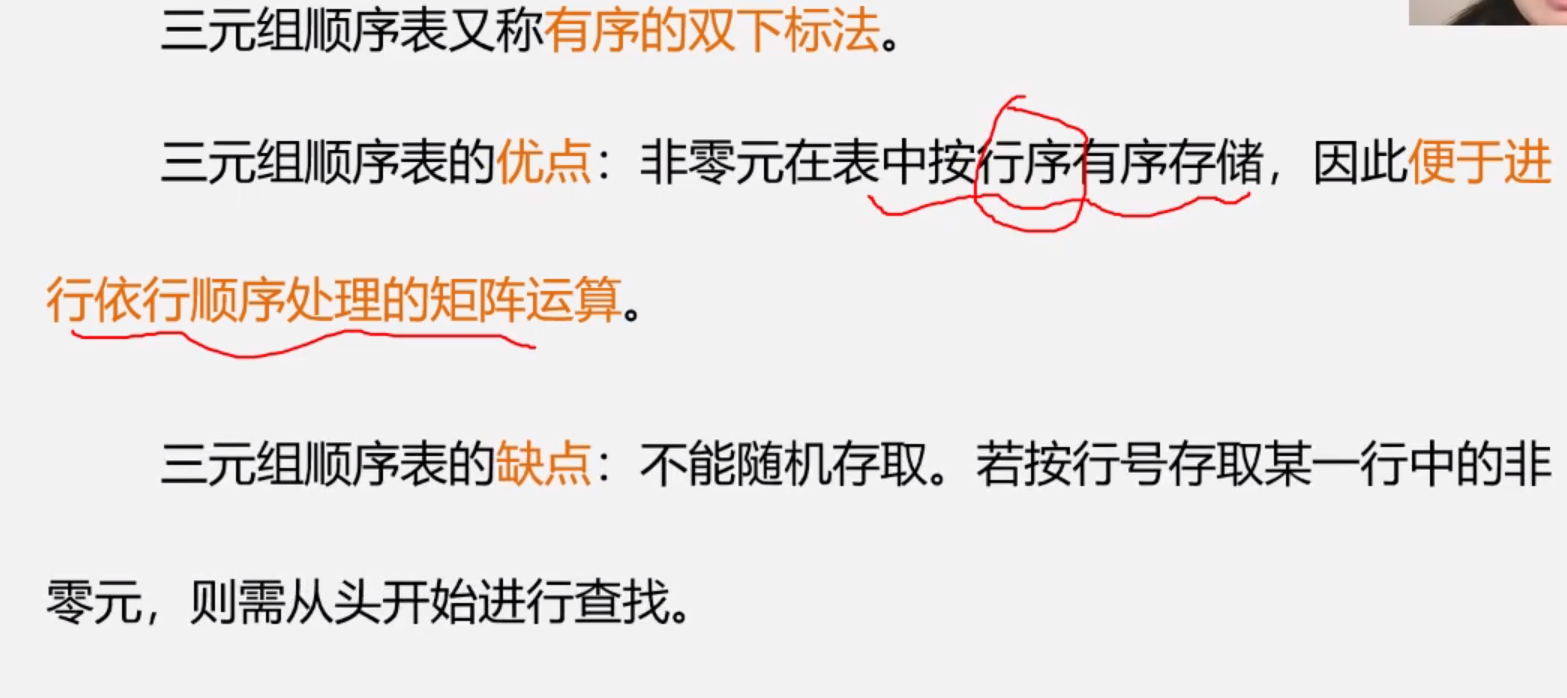 三元组顺序表又称有序的双下标法。
三元组顺序表的优点：非零元在表中按行序有序存储，因此便于进
行依行顺序处理的矩阵运算。
三元组顺序表的缺点：不能随机存取。若按行号存取某一行中的非
零元，则需从头开始进行查找。